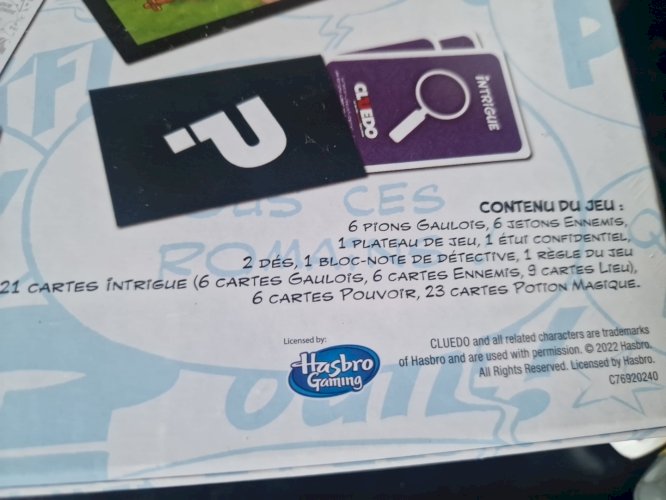 INTRIGUE
CLUEDO
?
OUS CES
ROMAINS
CONTENU DU JEU :
6 PIONS GAULOIS, 6 JETONS ENNEMIS,
1 PLATEAU DE JEU, 1 ÉTUI CONFIDENTIEL,
2 DÉS, 1 BLOC-NOTE DE DÉTECTIVE, 1 RÈGLE DU JEU
21 CARTES INTRIGUE (6 CARTES GAULOIS, 6 CARTES ENNEMIS, 9 CARTES LIEU),
6 CARTES POUVOIR, 23 CARTES POTION MAGIQUE.
Licensed by:
Hasbro
Gaming
CLUEDO and all related characters are trademarks
of Hasbro and are used with permission. © 2022 Hasbro.
All Rights Reserved. Licensed by Hasbro.
C76920240